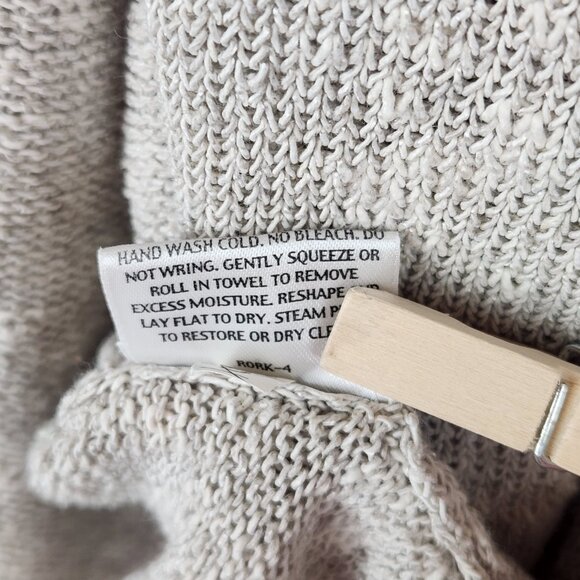 HAND WASH COLD. NO BLEACH. DO
NOT WRING. GENTLY SQUEEZE OR
ROLL IN TOWEL TO REMOVE
EXCESS MOISTURE. RESHAPE
LAY FLAT TO DRY. STEAM
TO RESTORE OR DRY
RORK-4